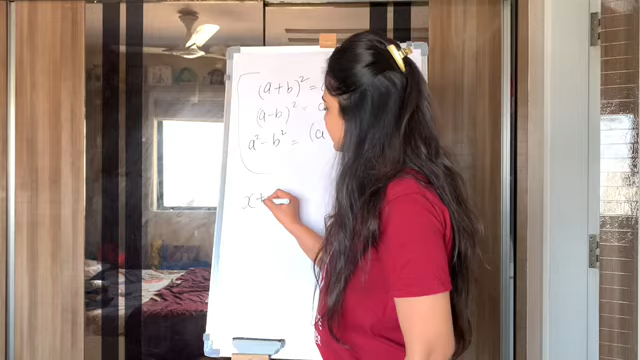 (a+b)² = a
(a-b)² = a
a² - b² = (a
x+